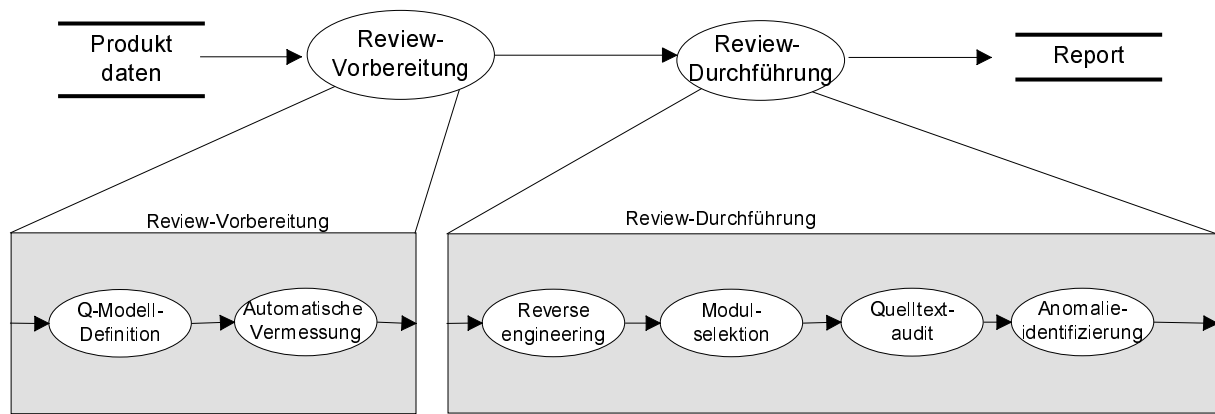 Produkt
daten
Review-
Vorbereitung
Review-
Durchführung
Report
Review-Vorbereitung
Q-Modell-
Definition
Automatische
Vermessung
Review-Durchführung
Reverse
engineering
Modul-
selektion
Quelltext-
audit
Anomalie-
identifizierung